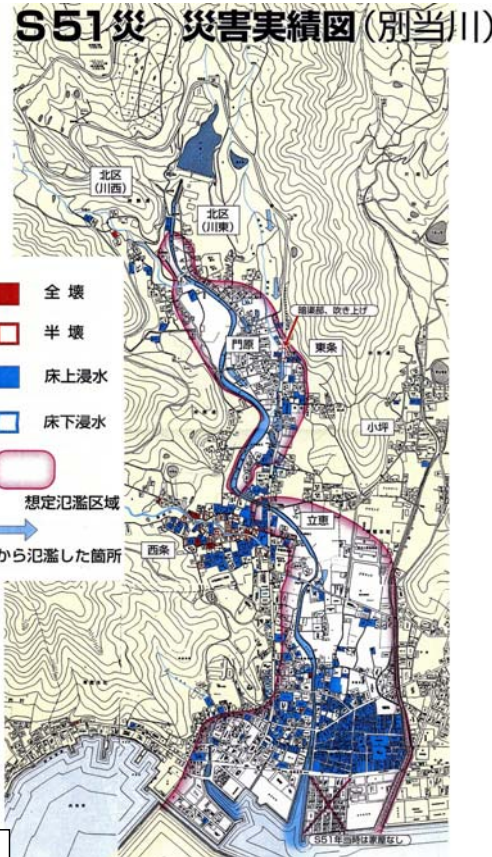 S51災 災害実績図(別当川)
北区
(川西)
北区
(川東)
全壊
半壊
床上浸水
床下浸水
想定氾濫区域
から氾濫した箇所
暗渠部、吹き上げ
門原
東条
小坪
立恵
西条
S51年当時は家屋なし